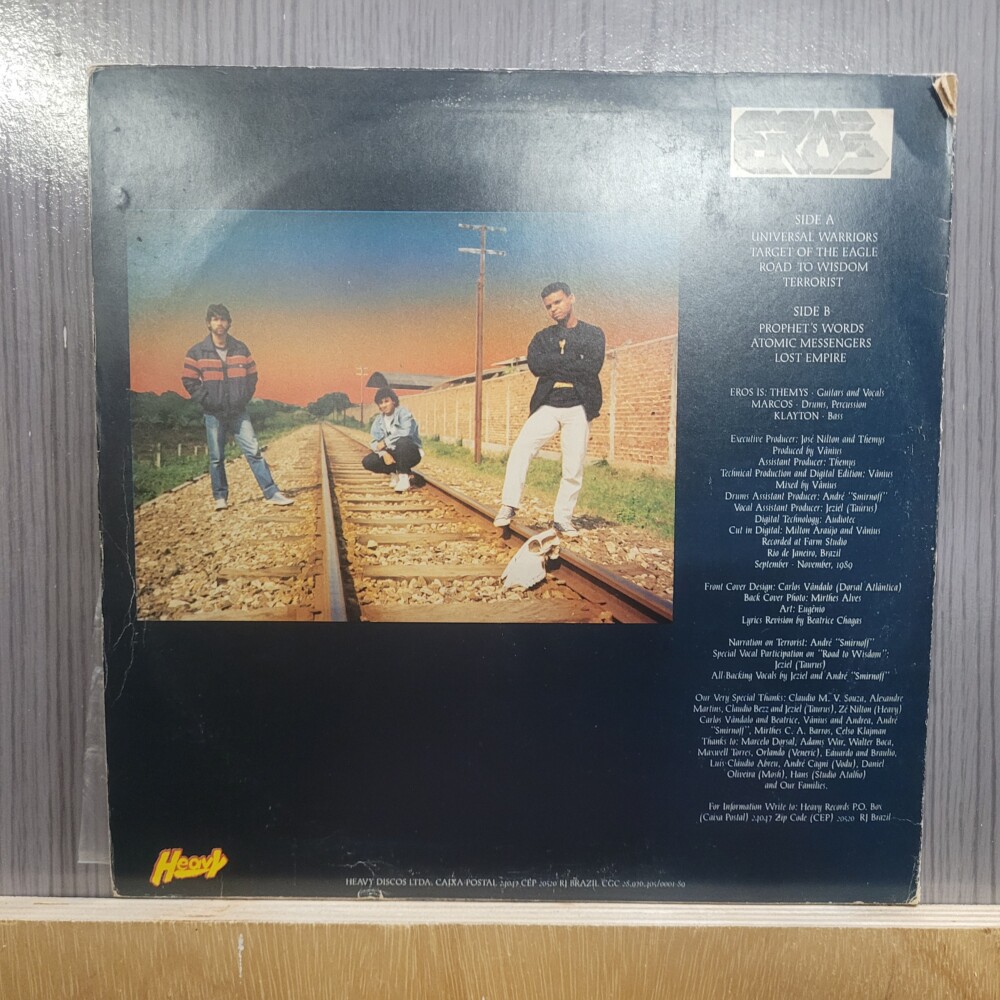 EROS
SIDE A
UNIVERSAL WARRIORS
TARGET OF THE EAGLE
ROAD TO WISDOM
TERRORIST
SIDE B
PROPHET'S WORDS
ATOMIC MESSENGERS
LOST EMPIRE
EROS IS: THEMYS - Guitars and Vocals
MARCOS - Drums, Percussion
KLAYTON - Bass
Executive Producer: José Nilton and Themys
Produced by Vânius
Assistant Producer: Themys
Technical Production and Digital Edition: Vânius
Mixed by Vânius
Drums Assistant Producer: André "Smirnoff"
Vocal Assistant Producer: Jeziel (Taurus)
Digital Technology: Audiotec
Cut in Digital: Milton Araújo and Vânius
Recorded at Farm Studio
Rio de Janeiro, Brazil
September - November, 1989
Front Cover Design: Carlos Vândalo (Dorsal Atlântica)
Back Cover Photo: Mirthes Alves
Art: Eugênio
Lyrics Revision by Beatrice Chagas
Narration on Terrorist: André "Smirnoff"
Special Vocal Participation on "Road to Wisdom":
Jeziel (Taurus)
All Backing Vocals by Jeziel and André "Smirnoff"
Our Very Special Thanks: Claudio M. V. Souza, Alexandre
Martins, Claudio Bezz and Jeziel (Taurus), Zé Nilton (Heavy)
Carlos Vândalo and Beatrice, Vânius and Andrea, André
"Smirnoff", Mirthes C. A. Barros, Celso Klajman
Thanks to: Marcelo Dorsal, Adams War, Walter Boca,
Maxwell Torres, Orlando (Veneric), Eduardo and Braulio,
Luis-Cláudio Abreu, André Cagni (Vodu), Daniel
Oliveira (Mosh), Hans (Studio Atalho)
and Our Families.
For Information Write to: Heavy Records P.O. Box
(Caixa Postal) 24047 Zip Code (CEP) 20520 RJ Brazil
Heavy
HEAVY DISCOS LTDA. CAIXA POSTAL 24047 CEP 20520 RJ BRAZIL CGC